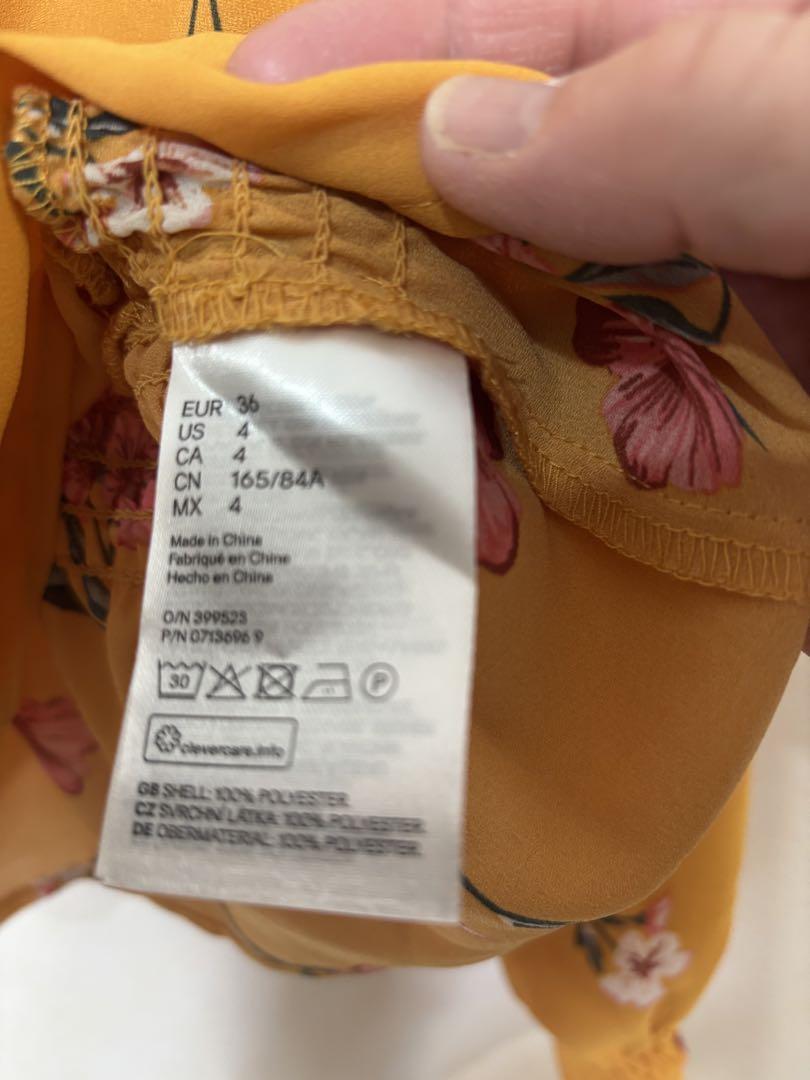 EUR 36
US 4
CA 4
CN 165/84A
MX 4
Made in China
Fabriqué en Chine
Hecho en China
O/N 399523
P/N 0713696 9
30 P
clevercare.info
GB SHELL: 100% POLYESTER
CZ SVRCHNÍ LÁTKA: 100% POLYESTER
DE OBERMATERIAL: 100% POLYESTER